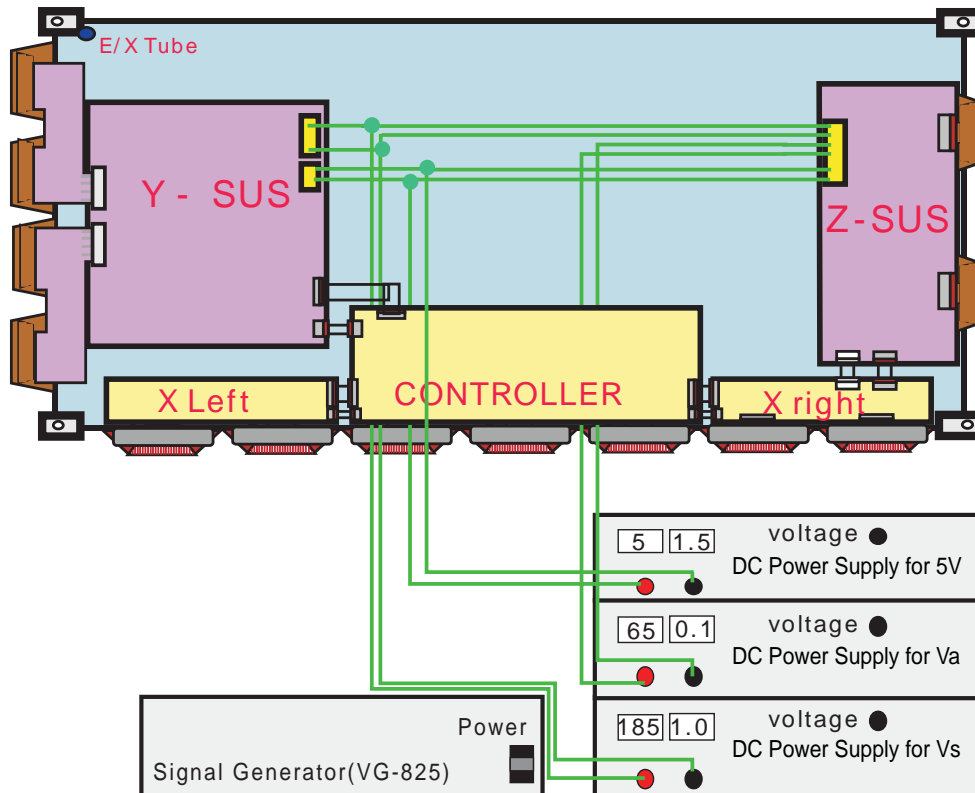 E/X Tube
Y - SUS
Z-SUS
X Left
CONTROLLER
X right
5 1.5 voltage
DC Power Supply for 5V
65 0.1 voltage
DC Power Supply for Va
185 1.0 voltage
DC Power Supply for Vs
Power
Signal Generator(VG-825)